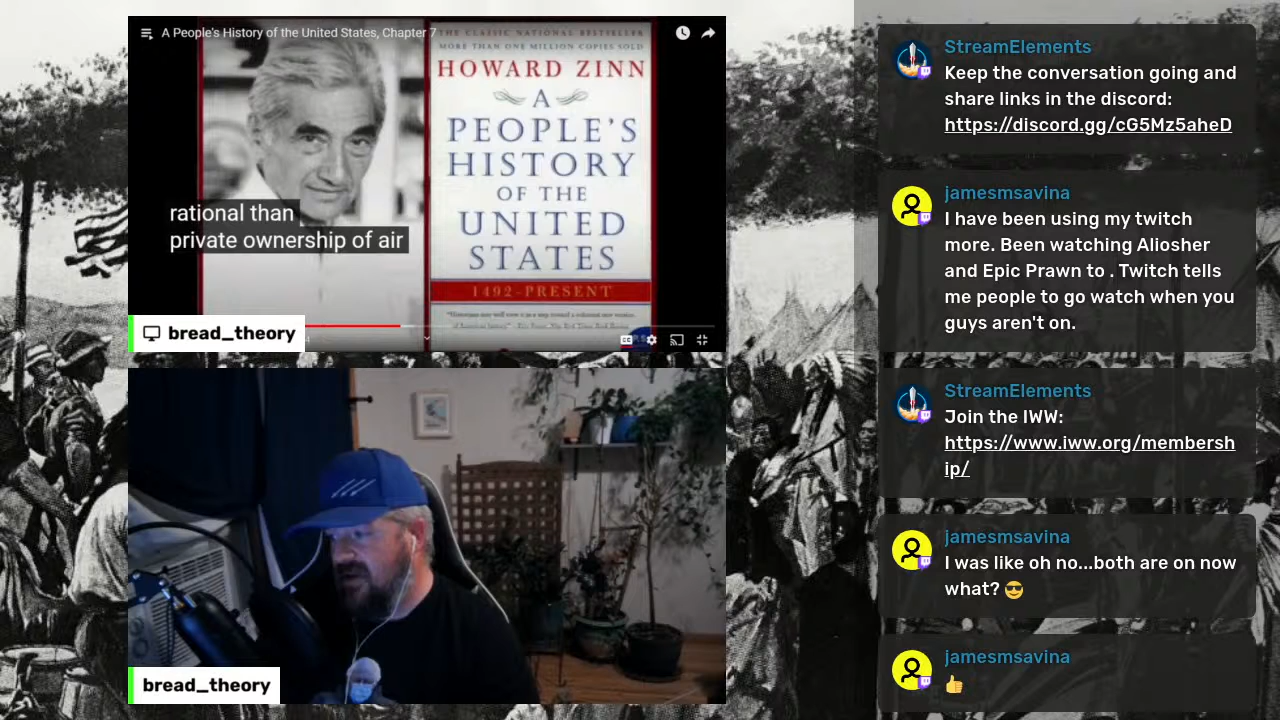 A People's History of the United States, Chapter 7
THE CLASSIC NATIONAL BESTSELLER
MORE THAN ONE MILLION COPIES SOLD
HOWARD ZINN
A
PEOPLE'S
HISTORY
OF THE
UNITED
STATES
1492–PRESENT
rational than
private ownership of air
bread_theory
CC
bread_theory
StreamElements
Keep the conversation going and
share links in the discord:
https://discord.gg/cG5Mz5aheD
jamesmsavina
I have been using my twitch
more. Been watching Aliosher
and Epic Prawn to . Twitch tells
me people to go watch when you
guys aren't on.
StreamElements
Join the IWW:
https://www.iww.org/membersh
ip/
jamesmsavina
I was like oh no...both are on now
what? 😎
jamesmsavina
👍